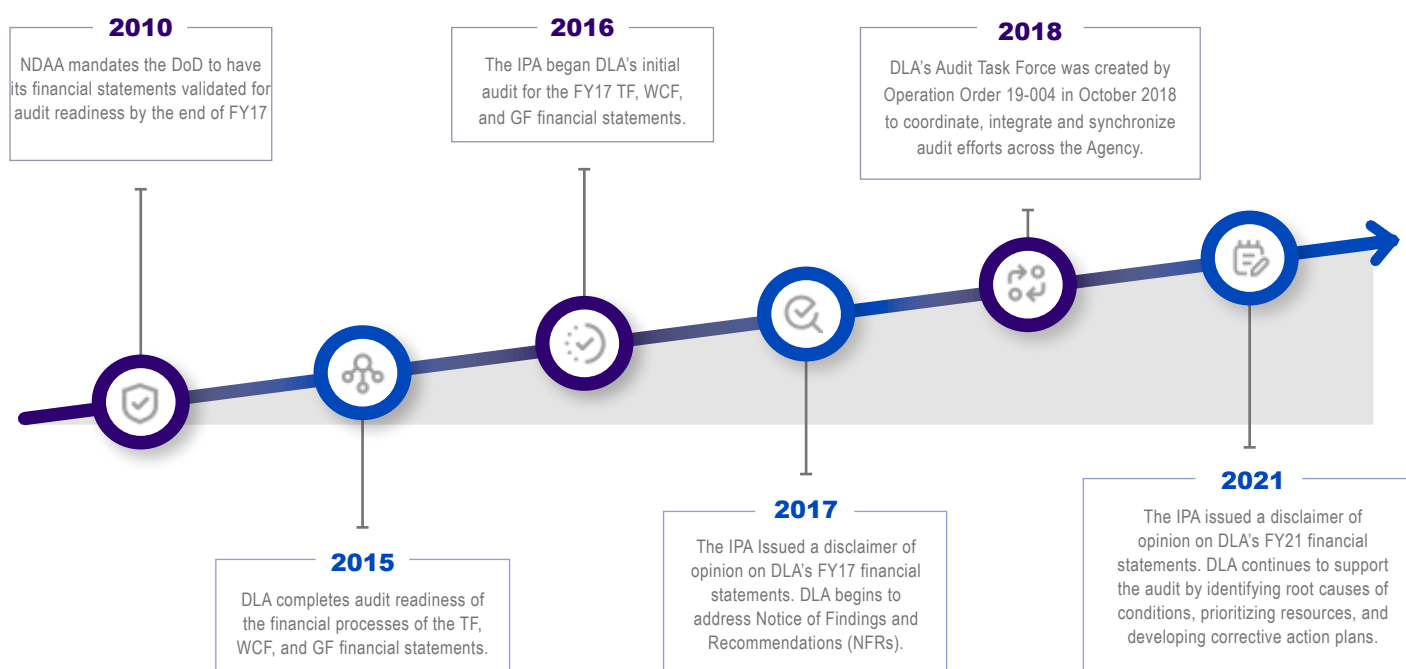 2010
NDAA mandates the DoD to have
its financial statements validated for
audit readiness by the end of FY17
2016
The IPA began DLA's initial
audit for the FY17 TF, WCF,
and GF financial statements.
2018
DLA's Audit Task Force was created by
Operation Order 19-004 in October 2018
to coordinate, integrate and synchronize
audit efforts across the Agency.
2015
DLA completes audit readiness of
the financial processes of the TF,
WCF, and GF financial statements.
2017
The IPA Issued a disclaimer of
opinion on DLA's FY17 financial
statements. DLA begins to
address Notice of Findings and
Recommendations (NFRs).
2021
The IPA issued a disclaimer of
opinion on DLA's FY21 financial
statements. DLA continues to support
the audit by identifying root causes of
conditions, prioritizing resources, and
developing corrective action plans.